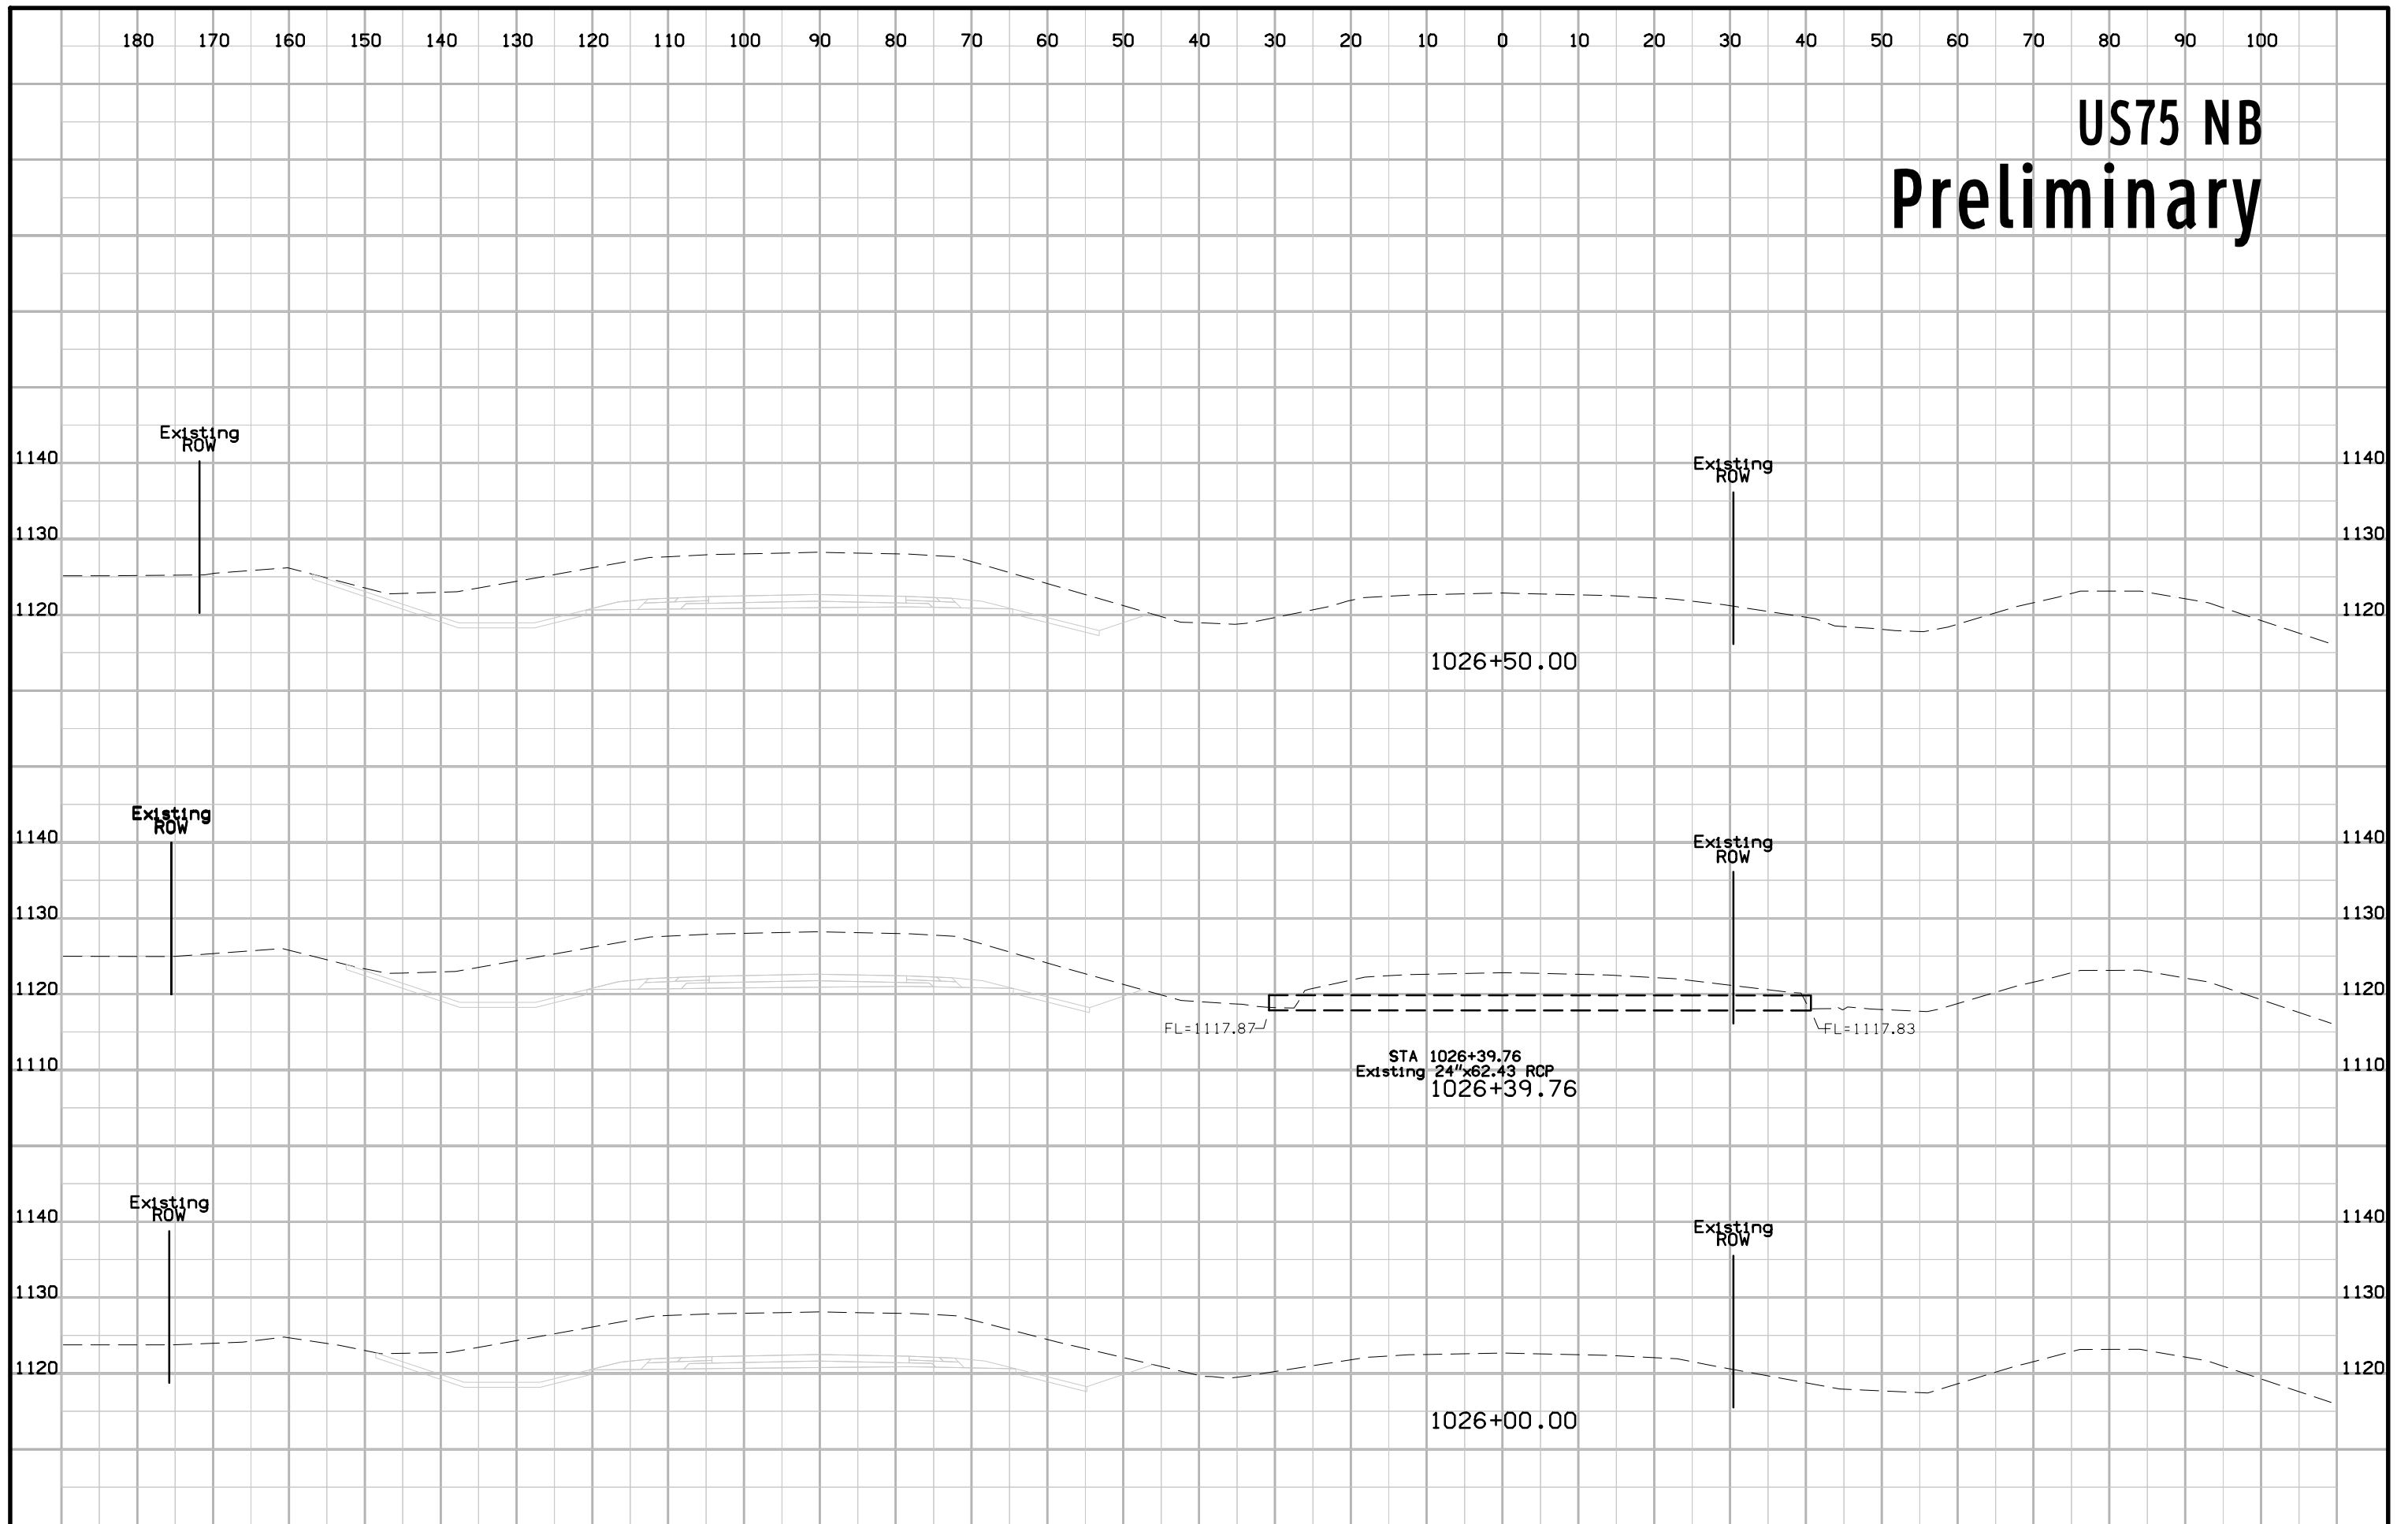 180 170 160 150 140 130 120 110 100 90 80 70 60 50 40 30 20 10 0 10 20 30 40 50 60 70 80 90 100
US75 NB
Preliminary
Existing
ROW
1140
Existing
ROW
1140
1130
1130
1120
1120
1026+50.00
Existing
ROW
1140
Existing
ROW
1140
1130
1130
1120
1120
FL=1117.87
FL=1117.83
STA 1026+39.76
Existing 24"x62.43 RCP
1110
1110
1026+39.76
Existing
ROW
1140
Existing
ROW
1140
1130
1130
1120
1120
1026+00.00